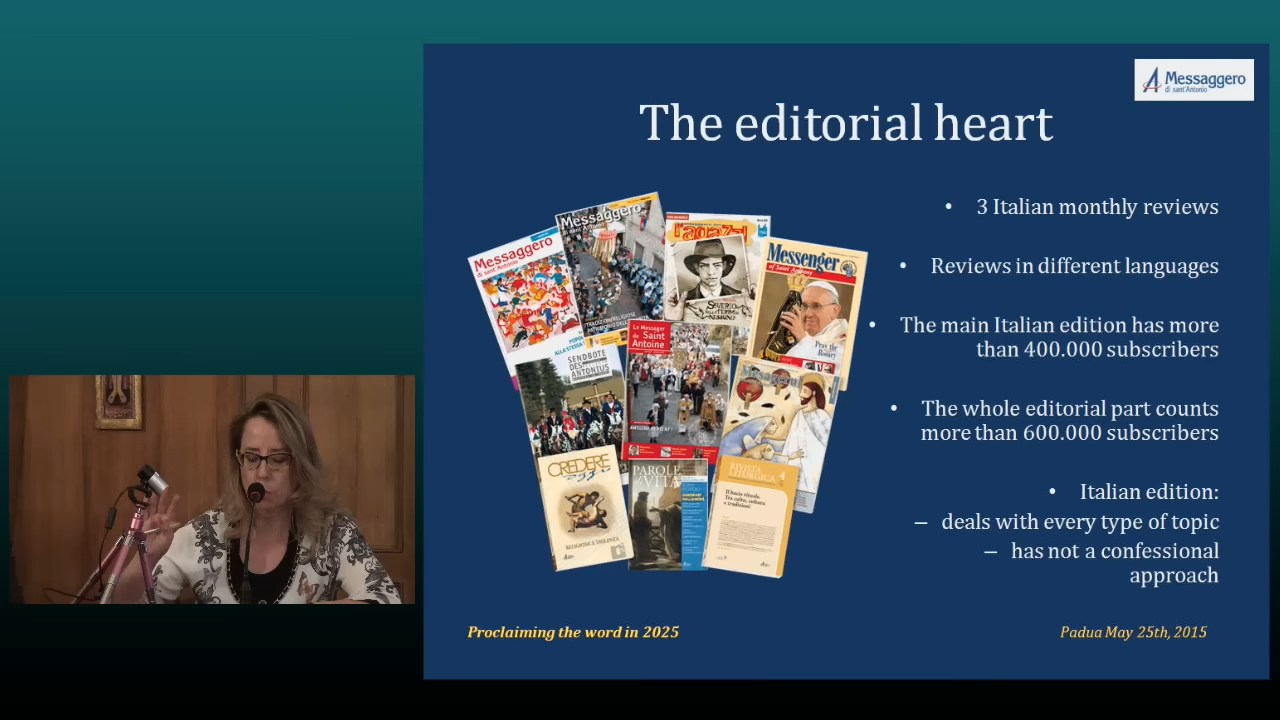 Messaggero
di sant'Antonio
The editorial heart
• 3 Italian monthly reviews
• Reviews in different languages
• The main Italian edition has more
than 400.000 subscribers
• The whole editorial part counts
more than 600.000 subscribers
• Italian edition:
– deals with every type of topic
– has not a confessional
approach
Messaggero
di sant'Antonio
Messaggero
di sant'Antonio
Messenger
of Saint Anthony
Pray the
Rosary
Le Messager
de Saint
Antoine
SENDBOTE
DES
ANTONIUS
CREDERE
oggi
RELIGIONE E VIOLENZA
PAROLE
DI VITA
RIVISTA
LITURGICA
Proclaiming the word in 2025
Padua May 25th, 2015